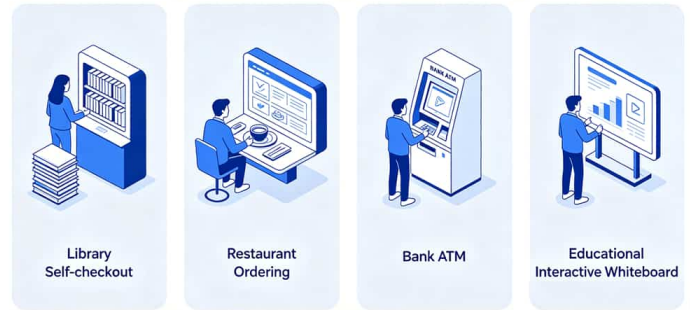 BANK ATM
Library
Self-checkout
Restaurant
Ordering
Bank ATM
Educational
Interactive Whiteboard